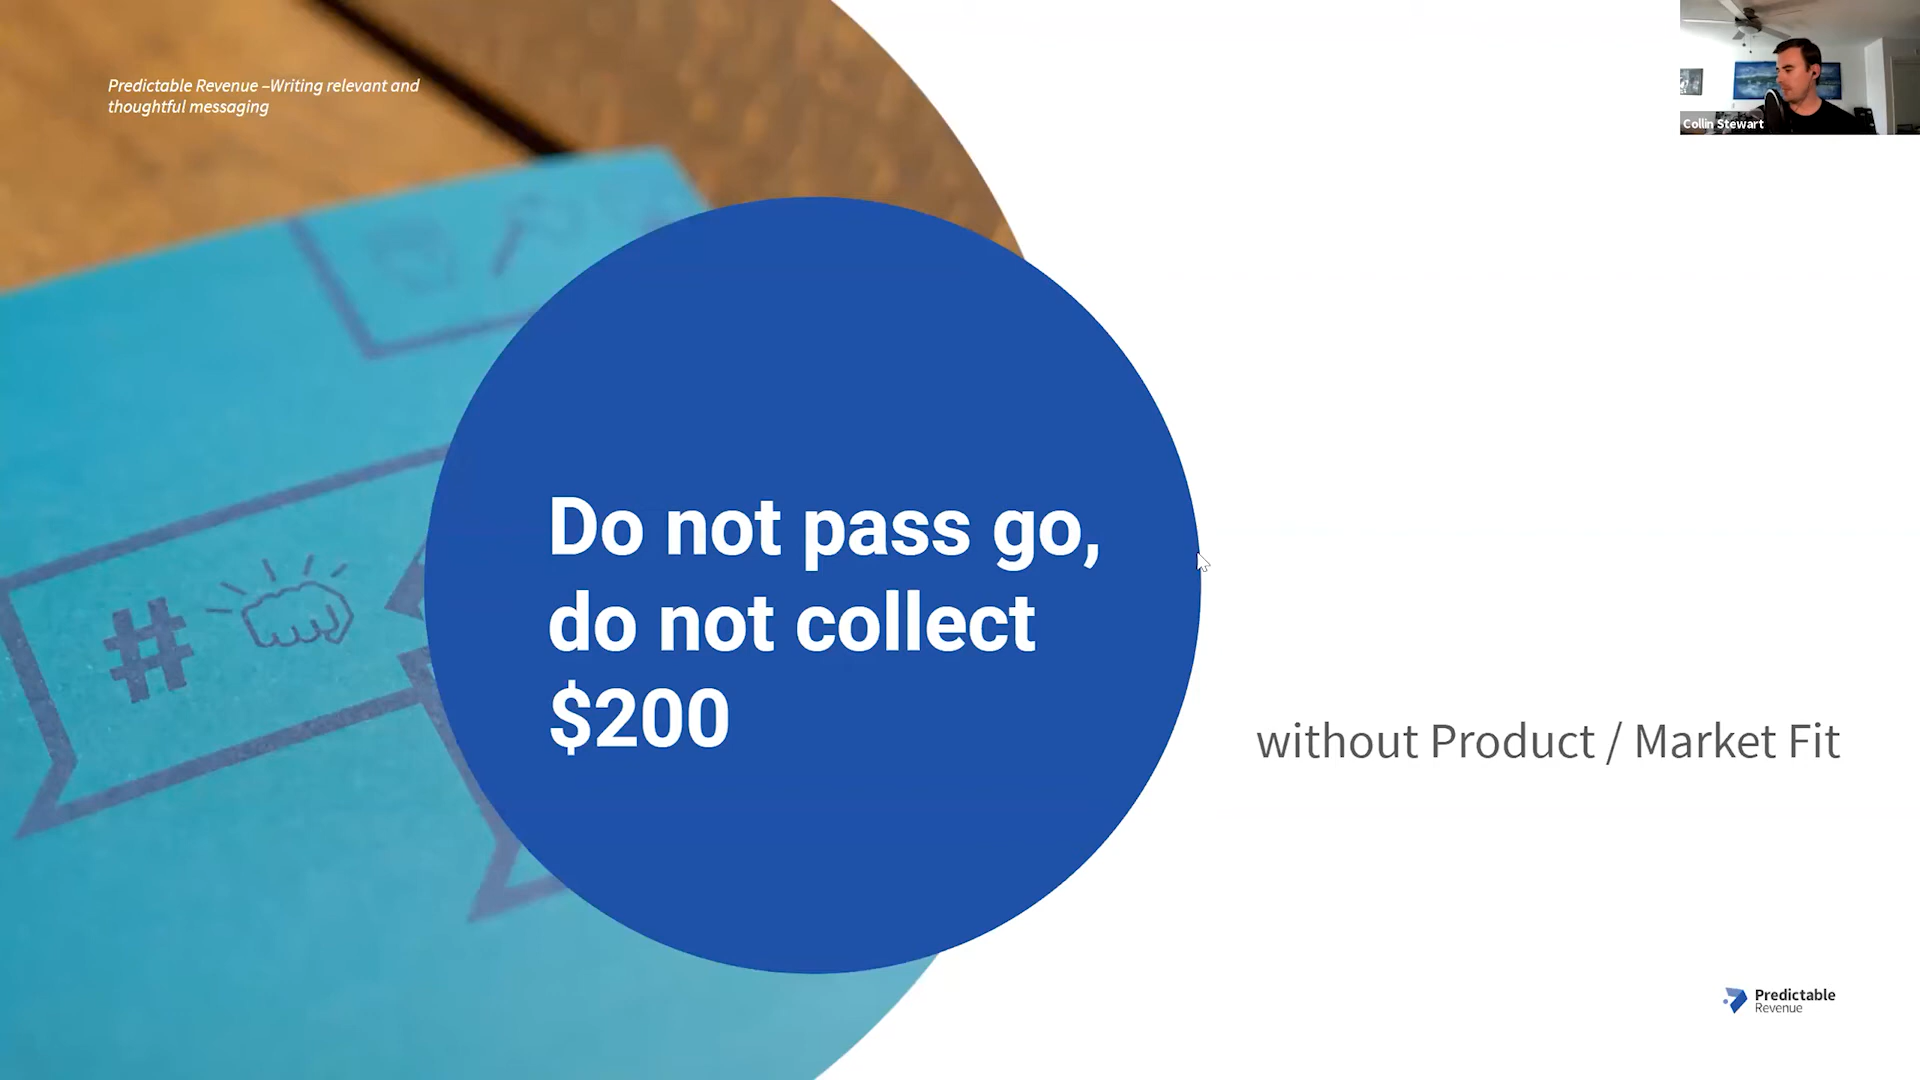 Predictable Revenue –Writing relevant and
thoughtful messaging
Collin Stewart
Do not pass go,
do not collect
$200
without Product / Market Fit
#
Predictable
Revenue